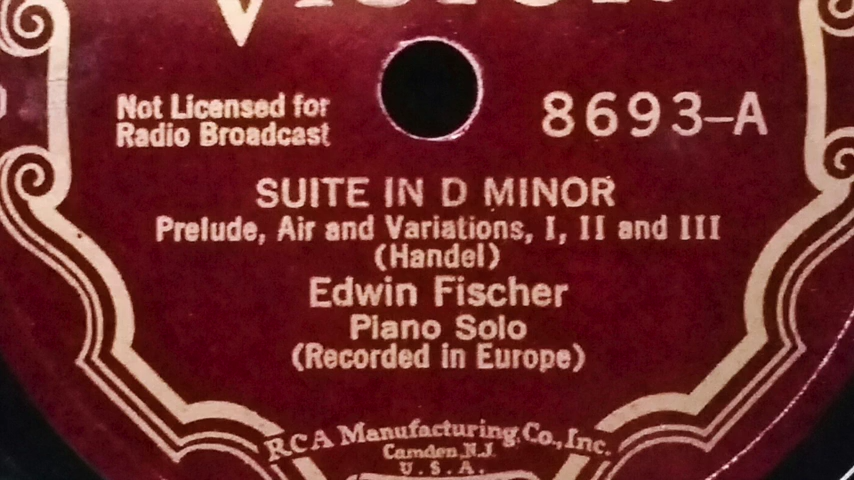 Not Licensed for
Radio Broadcast
8693-A
SUITE IN D MINOR
Prelude, Air and Variations, I, II and III
(Handel)
Edwin Fischer
Piano Solo
(Recorded in Europe)
RCA Manufacturing Co., Inc.
Camden, N.J.
U.S.A.